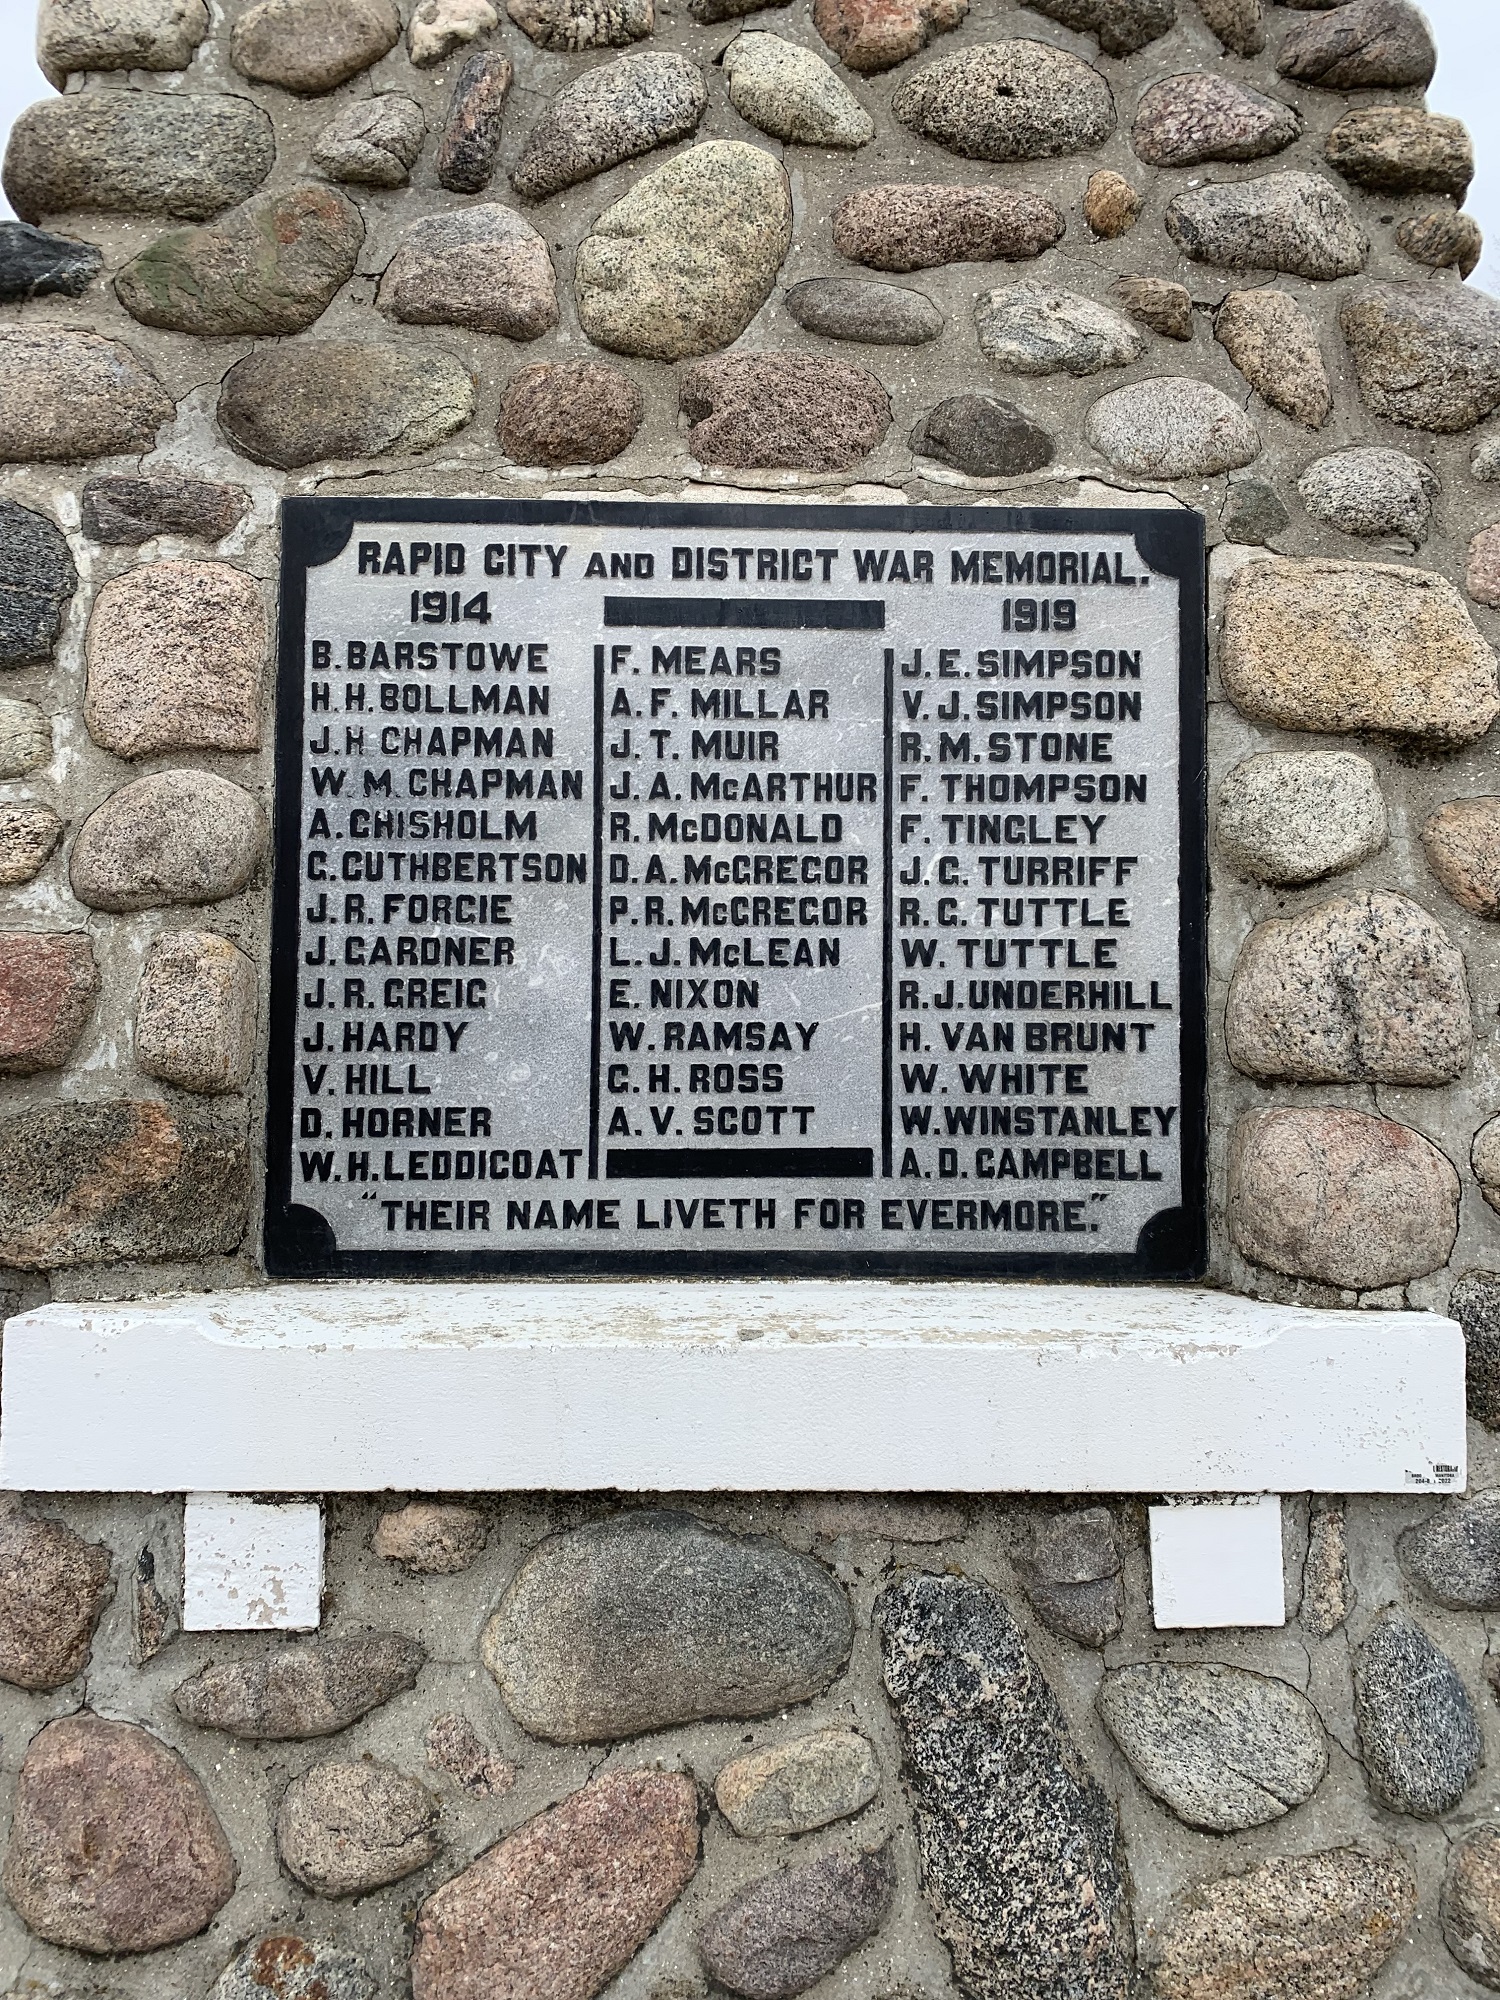 RAPID CITY AND DISTRICT WAR MEMORIAL.
1914 1919
B. BARSTOWE
H. H. BOLLMAN
J. H CHAPMAN
W. M. CHAPMAN
A. CHISHOLM
C. CUTHBERTSON
J. R. FORGIE
J. GARDNER
J. R. GREIG
J. HARDY
V. HILL
D. HORNER
W. H. LEDDICOAT
F. MEARS
A. F. MILLAR
J. T. MUIR
J. A. McARTHUR
R. McDONALD
D. A. McGREGOR
P. R. McGREGOR
L. J. McLEAN
E. NIXON
W. RAMSAY
C. H. ROSS
A. V. SCOTT
J. E. SIMPSON
V. J. SIMPSON
R. M. STONE
F. THOMPSON
F. TINGLEY
J. G. TURRIFF
R. G. TUTTLE
W. TUTTLE
R. J. UNDERHILL
H. VAN BRUNT
W. WHITE
W. WINSTANLEY
A. D. CAMPBELL
"THEIR NAME LIVETH FOR EVERMORE."